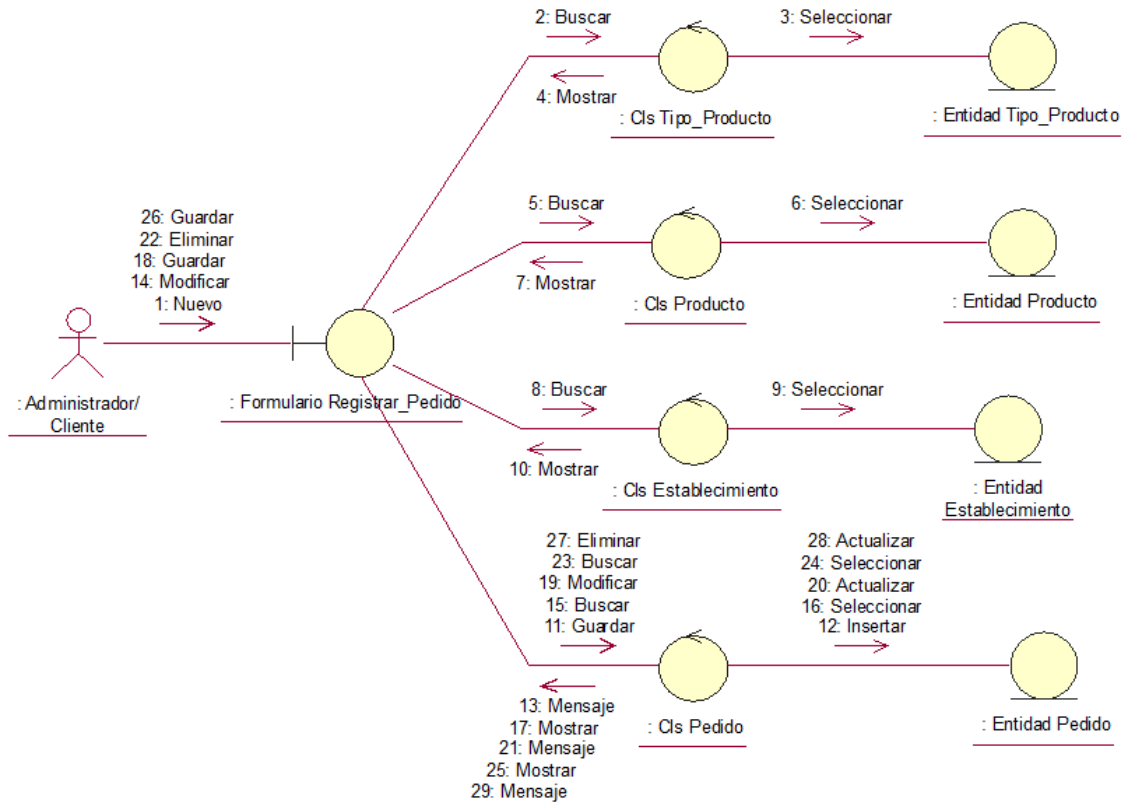 2: Buscar
3: Seleccionar
4: Mostrar
: Cls Tipo_Producto
: Entidad Tipo_Producto
5: Buscar
6: Seleccionar
7: Mostrar
: Cls Producto
: Entidad Producto
26: Guardar
22: Eliminar
18: Guardar
14: Modificar
1: Nuevo
: Administrador/
Cliente
: Formulario Registrar_Pedido
8: Buscar
9: Seleccionar
10: Mostrar
: Cls Establecimiento
: Entidad
Establecimiento
27: Eliminar
23: Buscar
19: Modificar
15: Buscar
11: Guardar
28: Actualizar
24: Seleccionar
20: Actualizar
16: Seleccionar
12: Insertar
13: Mensaje
17: Mostrar
21: Mensaje
25: Mostrar
29: Mensaje
: Cls Pedido
: Entidad Pedido